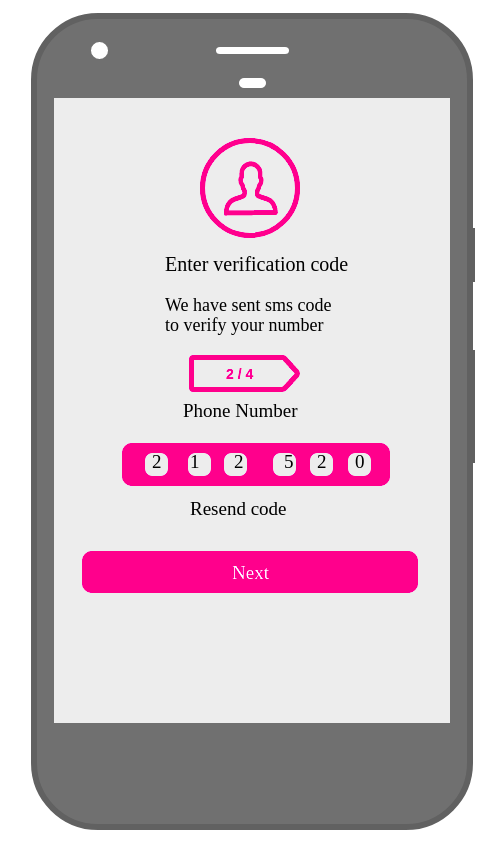 Enter verification code
We have sent sms code
to verify your number
2 / 4
Phone Number
2 1 2 5 2 0
Resend code
Next